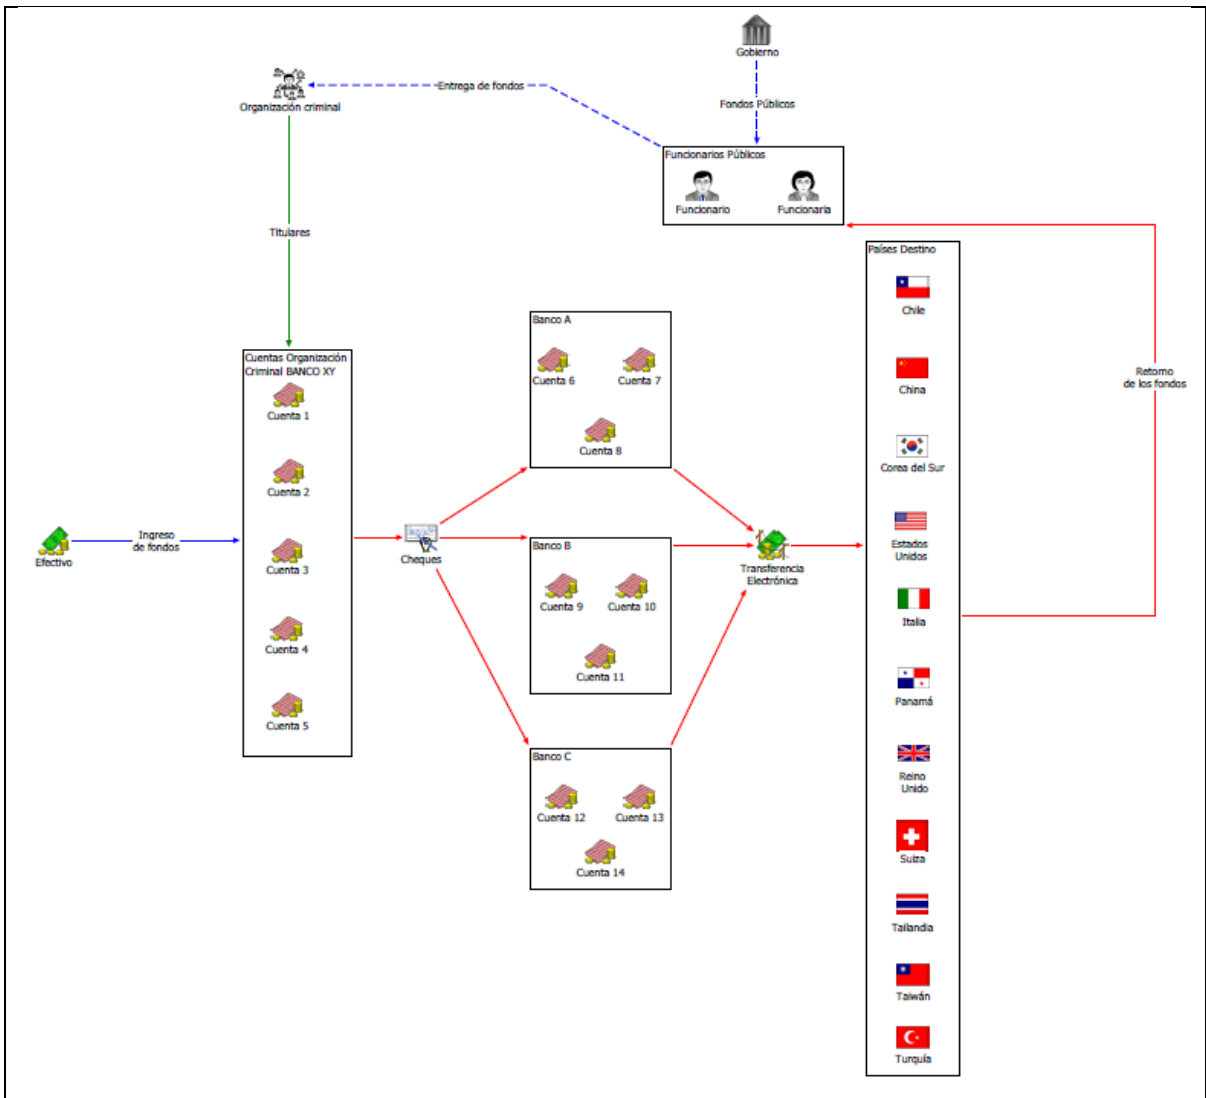 Gobierno
Entrega de fondos
Organización criminal
Fondos Públicos
Funcionarios Públicos
Funcionario
Funcionaria
Titulares
Países Destino
Chile
China
Corea del Sur
Estados
Unidos
Italia
Panamá
Reino
Unido
Suiza
Tailandia
Taiwán
Turquía
Retorno
de los fondos
Banco A
Cuenta 6
Cuenta 7
Cuenta 8
Cuentas Organización
Criminal BANCO XY
Cuenta 1
Cuenta 2
Cuenta 3
Cuenta 4
Cuenta 5
Efectivo
Ingreso
de fondos
Cheques
Banco B
Cuenta 9
Cuenta 10
Cuenta 11
Transferencia
Electrónica
Banco C
Cuenta 12
Cuenta 13
Cuenta 14